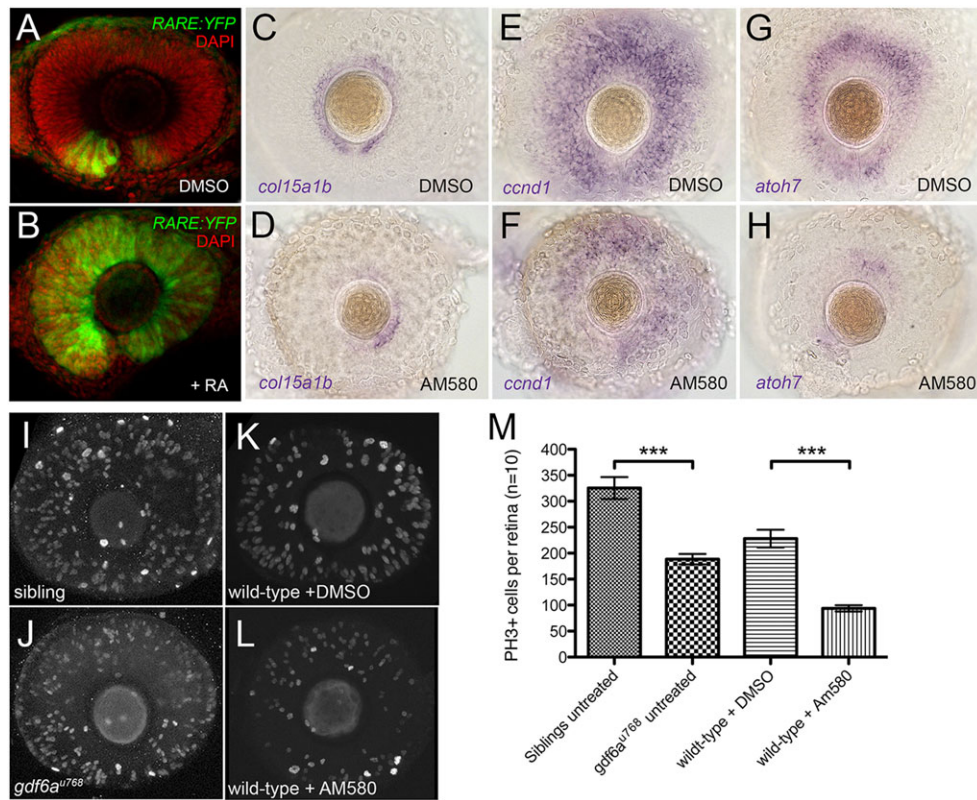 A
RARE:YFP
DAPI
DMSO
B
RARE:YFP
DAPI
+ RA
C
col15a1b
DMSO
D
col15a1b
AM580
E
ccnd1
DMSO
F
ccnd1
AM580
G
atoh7
DMSO
H
atoh7
AM580
I
sibling
J
gdf6a^u768
K
wild-type +DMSO
L
wild-type + AM580
M
PH3+ cells per retina (n=10)
400
350
300
250
200
150
100
50
0
***
***
Siblings untreated
gdf6a^u768 untreated
wildt-type + DMSO
wild-type + Am580